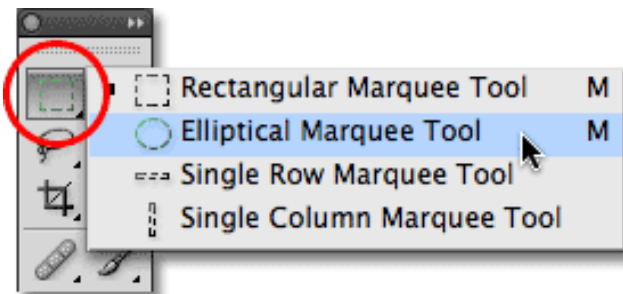 Rectangular Marquee Tool M
Elliptical Marquee Tool M
Single Row Marquee Tool
Single Column Marquee Tool